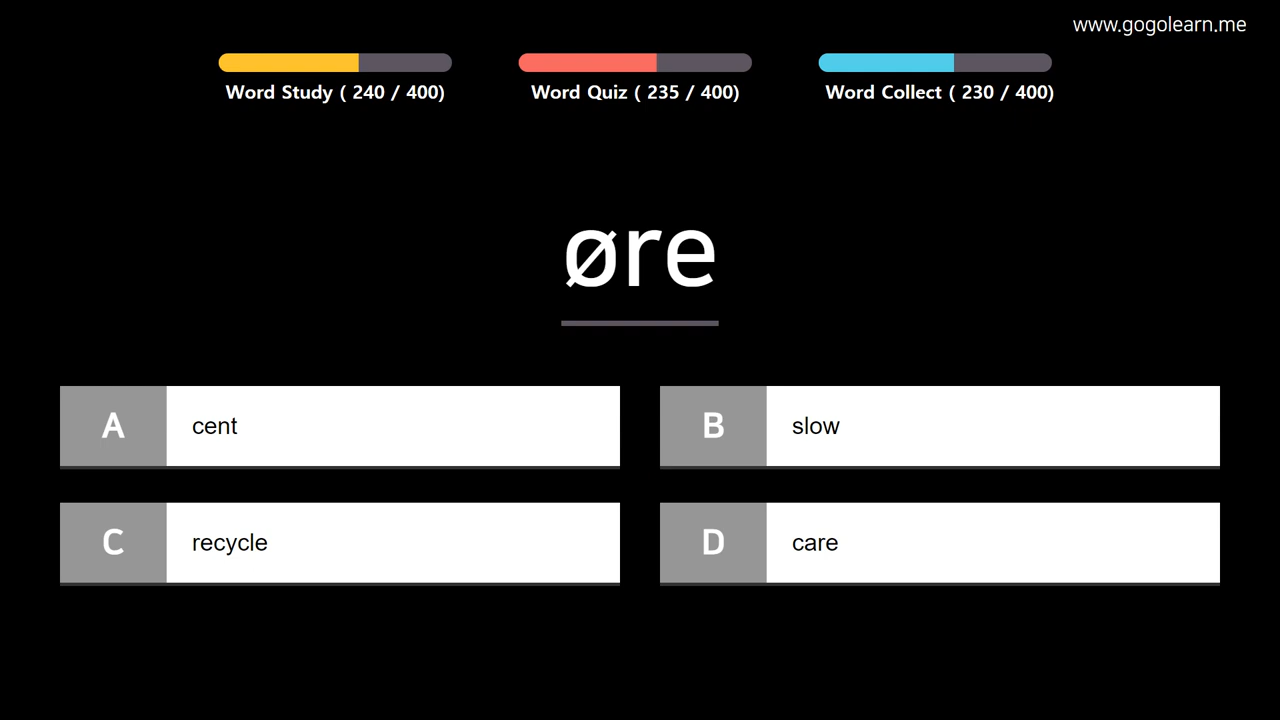 www.gogolearn.me
Word Study ( 240 / 400)
Word Quiz ( 235 / 400)
Word Collect ( 230 / 400)
øre
A cent
B slow
C recycle
D care